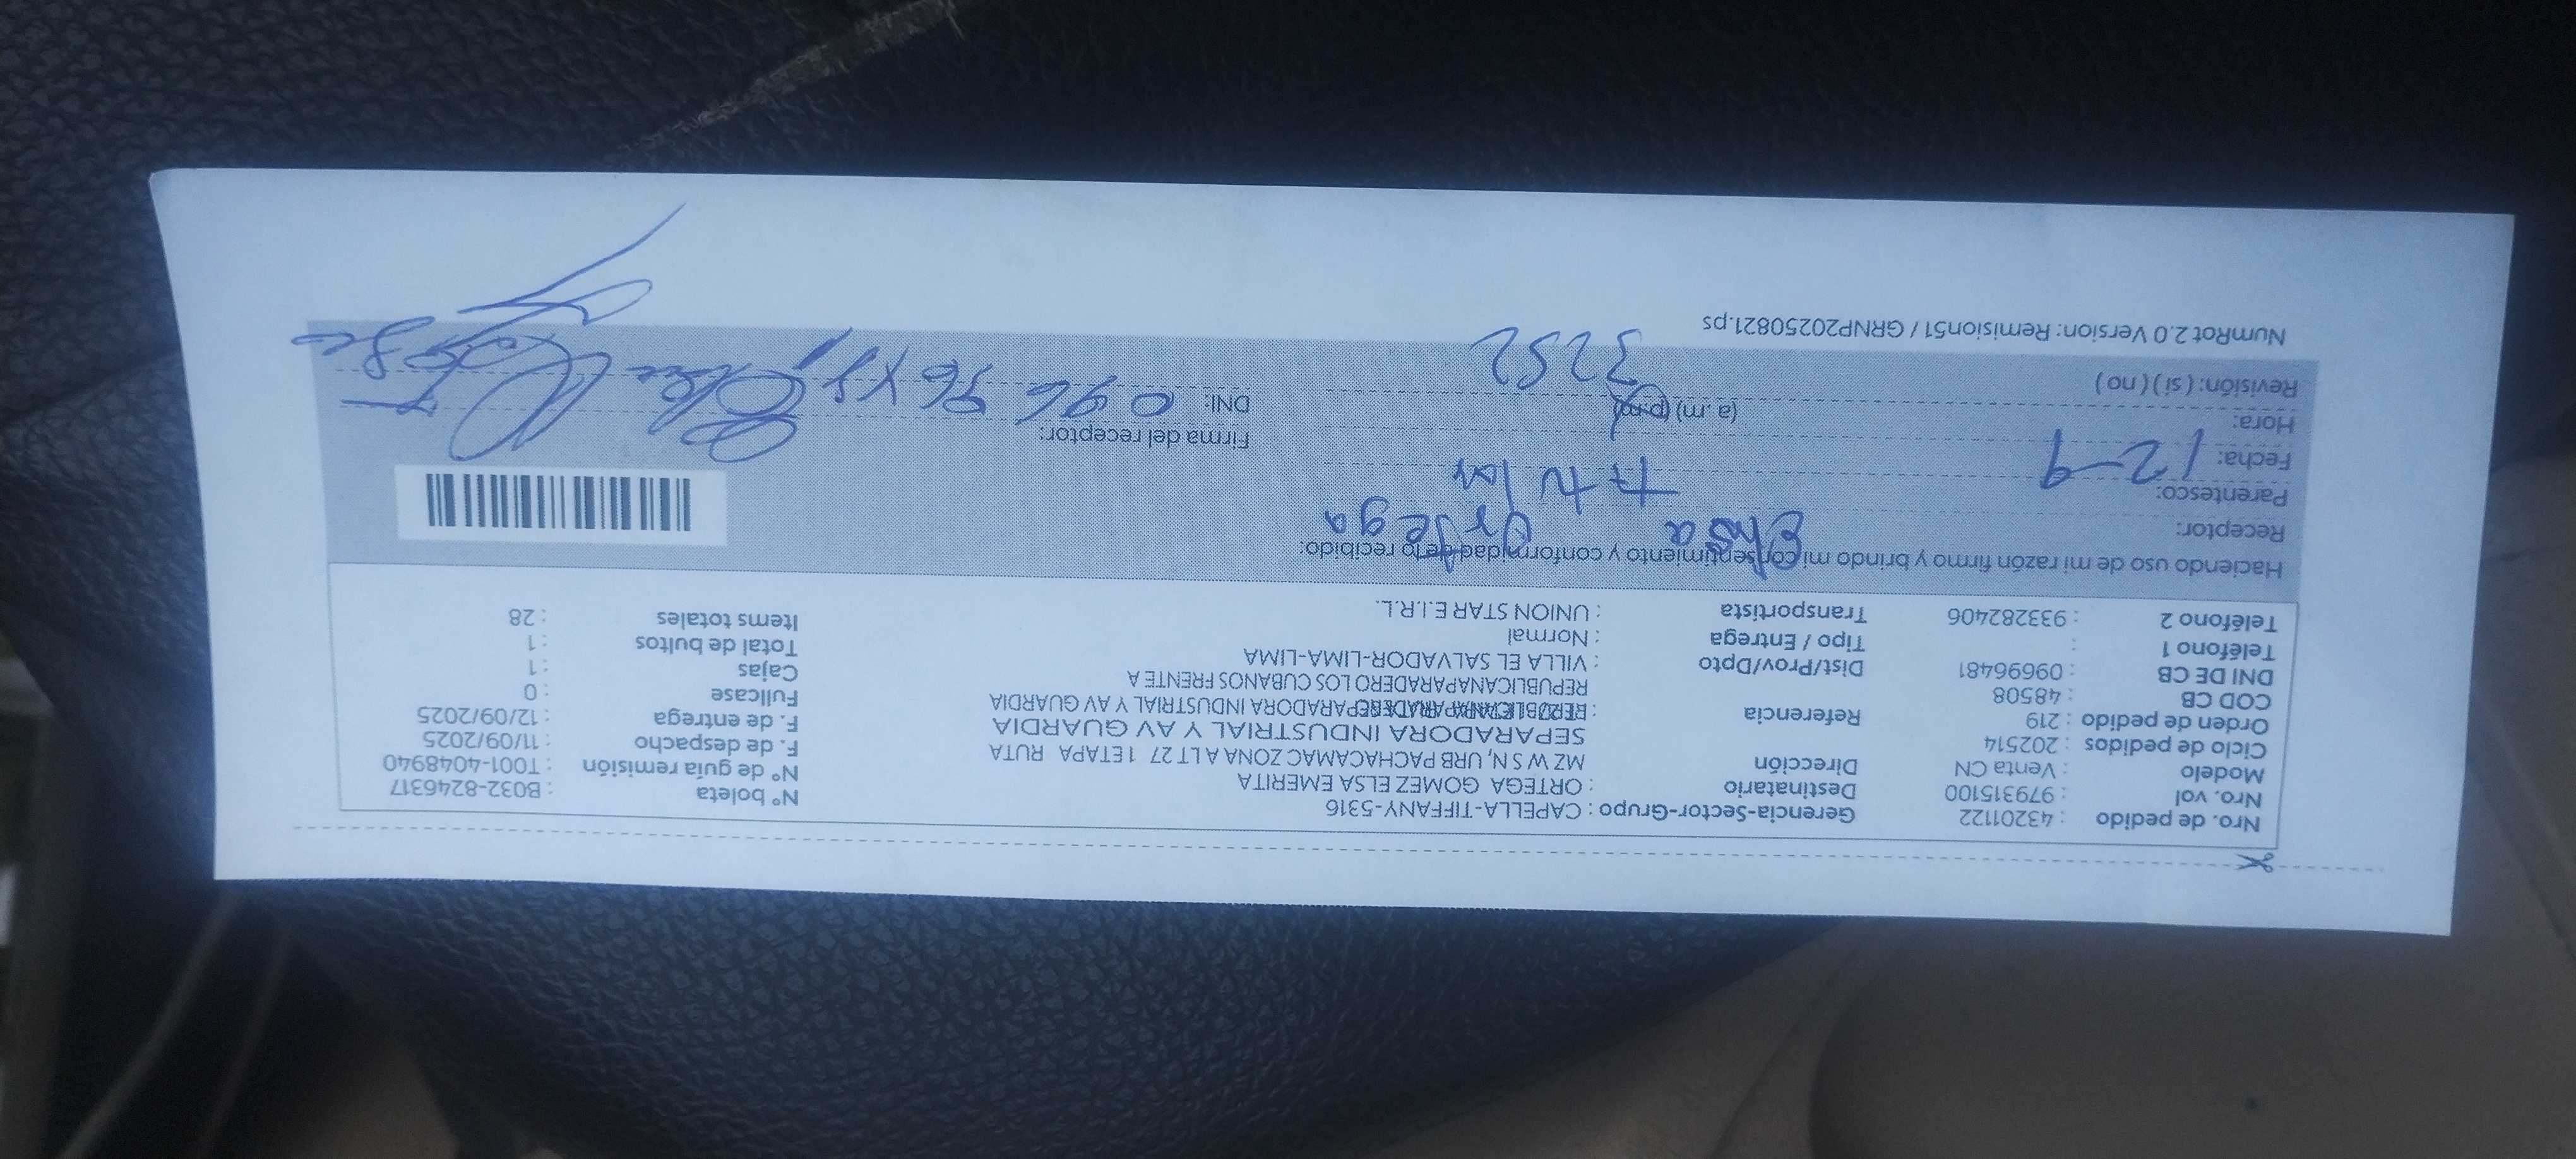 Nro. de pedido : 43201122 Gerencia-Sector-Grupo : CAPELLA-TIFFANY-5316 N° boleta : B032-8246317
Nro. vol : 979315100 Destinatario : ORTEGA GOMEZ ELSA EMERITA N° de guía remisión : T001-4048940
Modelo : Venta CN Dirección MZ W S N, URB PACHACAMAC ZONA A LT 27 1 ETAPA RUTA F. de despacho : 11/09/2025
Ciclo de pedidos : 202514 SEPARADORA INDUSTRIAL Y AV GUARDIA F. de entrega : 12/09/2025
Orden de pedido : 219 Referencia : SEPARADORA INDUSTRIAL Y AV GUARDIA Fullcase : 0
COD CB : 48508 REPUBLICANAPARADERO LOS CUBANOS FRENTE A Cajas : 1
DNI DE CB : 09696481 Dist/Prov/Dpto : VILLA EL SALVADOR-LIMA-LIMA Total de bultos : 1
Teléfono 1 : Tipo / Entrega : Normal Items totales : 28
Teléfono 2 : 933282406 Transportista : UNION STAR E.I.R.L.
Haciendo uso de mi razón firmo y brindo mi consentimiento y conformidad de lo recibido:
Receptor: Elsa Ortega
Parentesco: titular
Fecha: 12-9 Firma del receptor:
Hora: (a .m) (p.m) DNI:
Revisión: ( si ) ( no ) 3252
NumRot 2.0 Version: Remision51 / GRNP20250821.ps